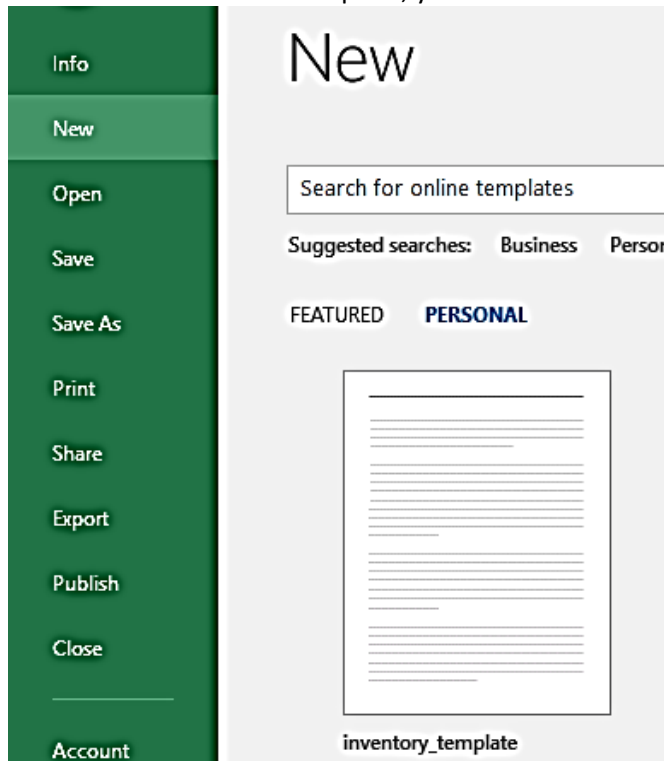 Info
New
Open
Save
Save As
Print
Share
Export
Publish
Close
Account
New
Search for online templates
Suggested searches: Business
FEATURED PERSONAL
inventory_template